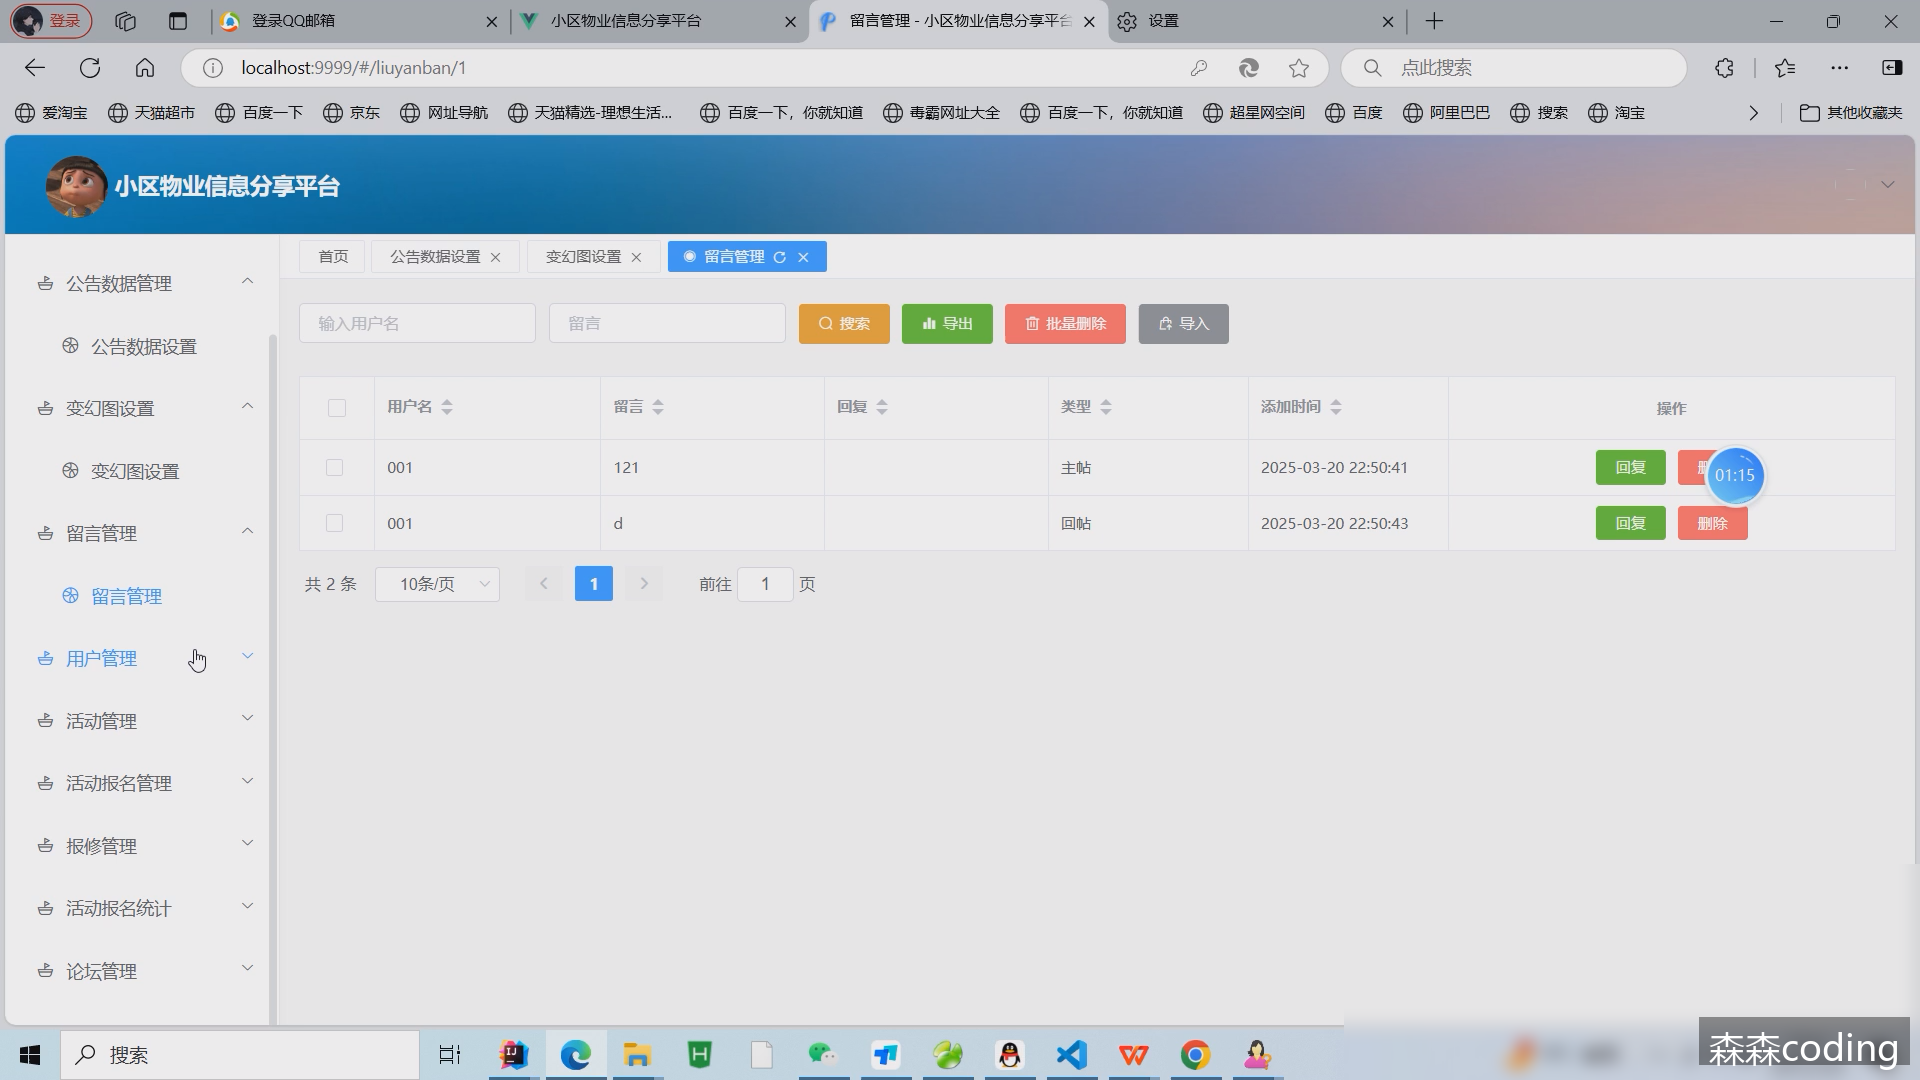 登录
登录QQ邮箱
小区物业信息分享平台
留言管理 - 小区物业信息分享平台
设置
localhost:9999/#/liuyanban/1
点此搜索
爱淘宝
天猫超市
百度一下
京东
网址导航
天猫精选-理想生活...
百度一下，你就知道
毒霸网址大全
百度一下，你就知道
超星网空间
百度
阿里巴巴
搜索
淘宝
其他收藏夹
小区物业信息分享平台
首页
公告数据设置
变幻图设置
留言管理
公告数据管理
公告数据设置
变幻图设置
变幻图设置
留言管理
留言管理
用户管理
活动管理
活动报名管理
报修管理
活动报名统计
论坛管理
输入用户名
留言
搜索
导出
批量删除
导入
用户名 留言 回复 类型 添加时间 操作
001 121 主帖 2025-03-20 22:50:41 回复
01:15
001 d 回帖 2025-03-20 22:50:43 回复 删除
共 2 条 10条/页 1 前往 1 页
搜索
森森coding